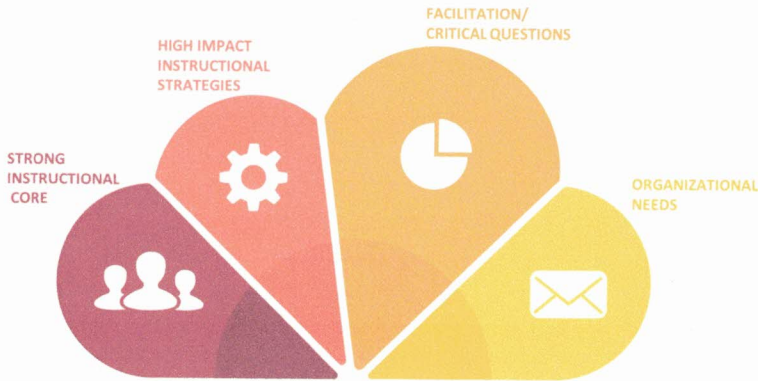 FACILITATION/
CRITICAL QUESTIONS
HIGH IMPACT
INSTRUCTIONAL
STRATEGIES
STRONG
INSTRUCTIONAL
CORE
ORGANIZATIONAL
NEEDS